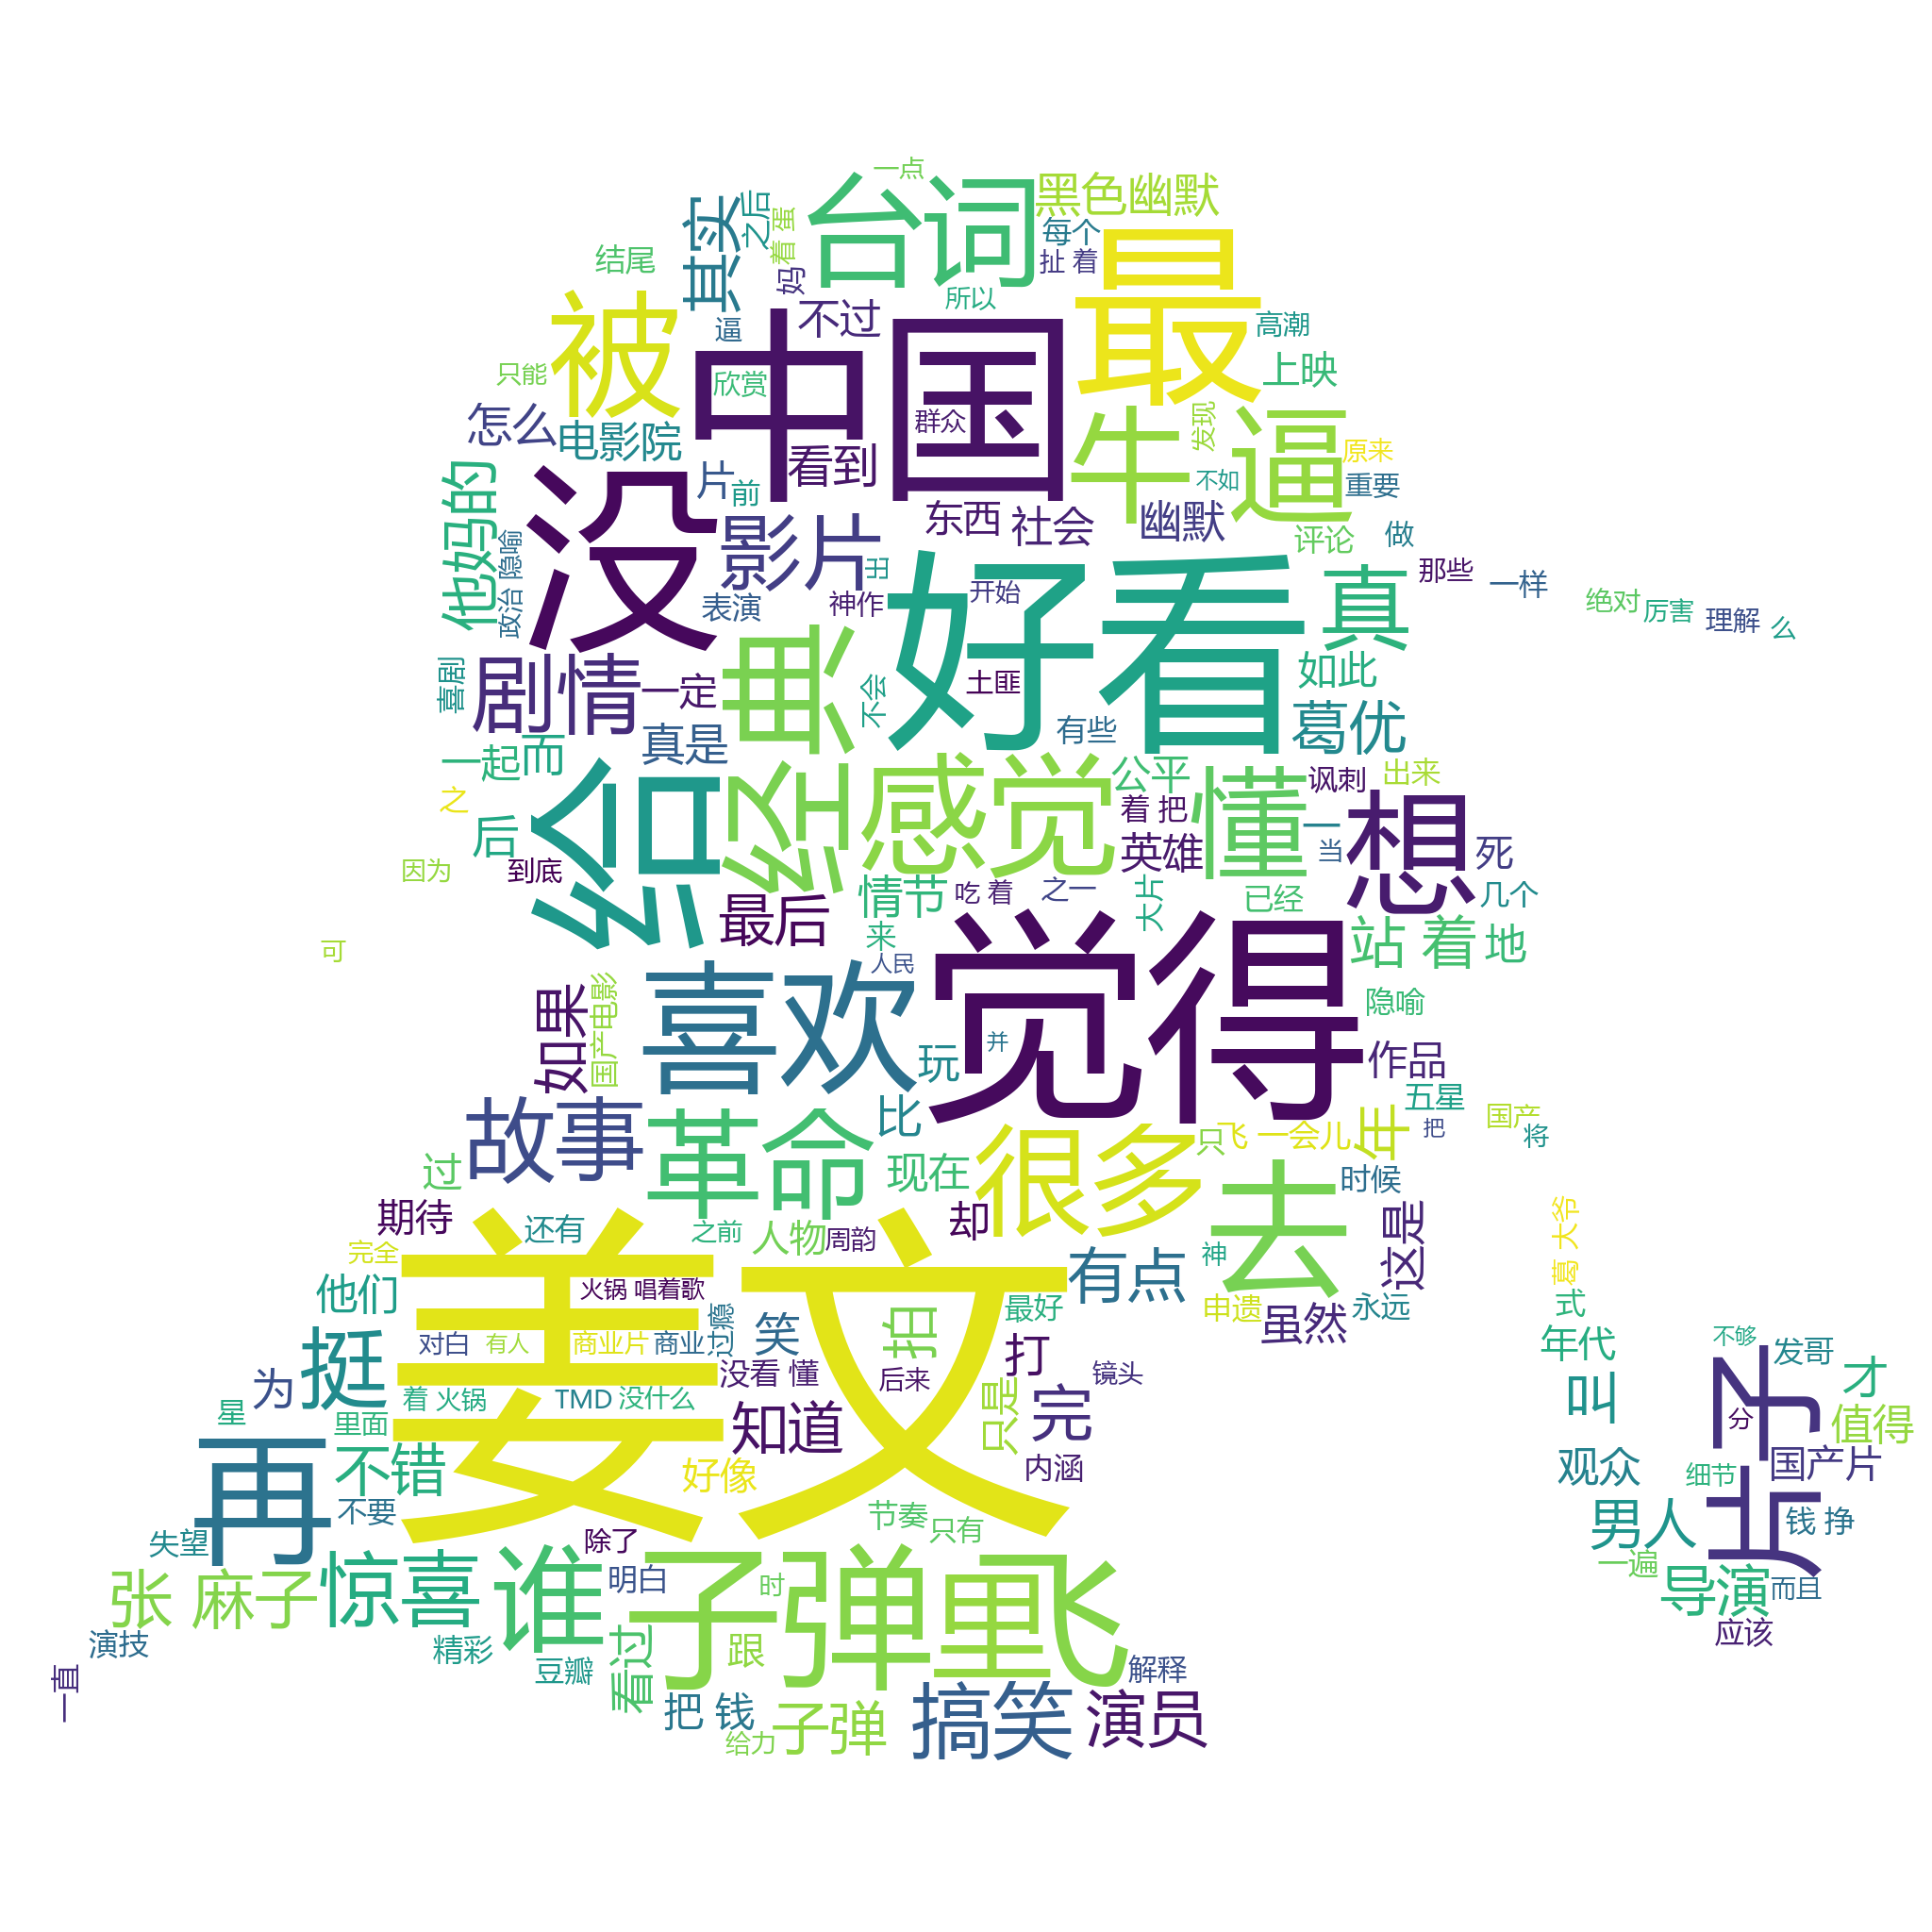 一点
台词
黑色幽默
其实
之后
着 蛋
每个
扯 着
最
结尾
妈
所以
被
不过
中国
高潮
逼
上映
只能
欣赏
怎么
电影院
群众
牛逼
发现
原来
看到
片
前
不如
重要
他妈的
没
影片
东西
社会
幽默
评论
做
政治 隐喻
出
好看
真
那些
一样
表演
神作
开始
绝对
厉害
理解
么
喜剧
剧情
一定
经典
不会
土匪
如此
有些
葛优
真是
一起
而
给
感觉
公平
懂
讽刺
出来
之
着 把
想
后
英雄
一
当
死
因为
到底
情节
吃 着
之一
大片
已经
几个
最后
来
站 着
地
可
人民
喜欢
觉得
如果
国产电影
隐喻
玩
并
作品
故事
革命
比
五星
年
国产
将
把
很多
只
飞 一会儿
过
现在
去
时候
期待
姜文
还有
之前
人物
周韵
却
这是
葛 大爷
完全
有点
神
他们
火锅 唱着歌
过瘾
笑
拍
最好
申遗
虽然
永远
式
挺
对白
有人
商业片
商业
打
年代
不够
子
发哥
为
没看 懂
后来
镜头
叫
才
星
着 火锅
TMD
没什么
只是
完
里面
知道
分
值得
再
不错
好像
内涵
观众
细节
国产片
不要
节奏
只有
男人
片子
钱 挣
失望
除了
惊喜
谁
子弹飞
一遍
张 麻子
明白
时
里
导演
而且
演技
精彩
看过
跟
应该
一直
豆瓣
解释
把 钱
子弹
搞笑
演员
给力